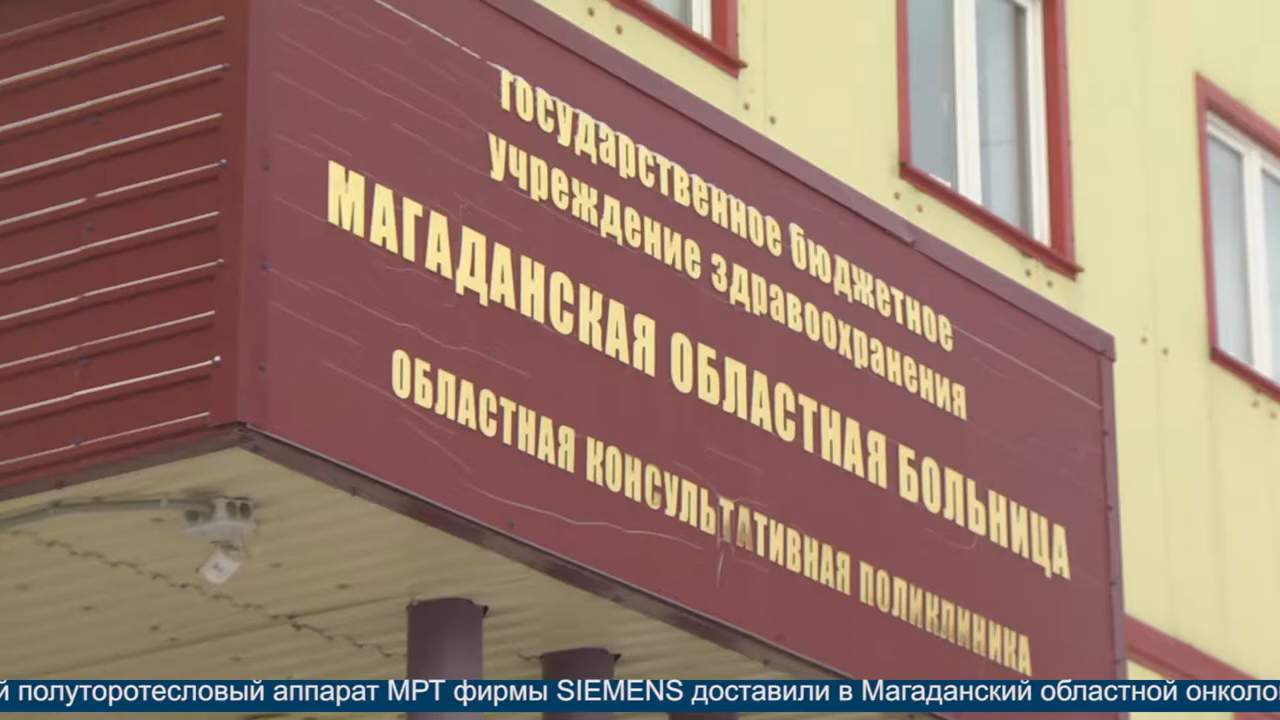 государственное бюджетное
учреждение здравоохранения
МАГАДАНСКАЯ ОБЛАСТНАЯ БОЛЬНИЦА
ОБЛАСТНАЯ КОНСУЛЬТАТИВНАЯ ПОЛИКЛИНИКА
й полуторотесловый аппарат МРТ фирмы SIEMENS доставили в Магаданский областной онколо